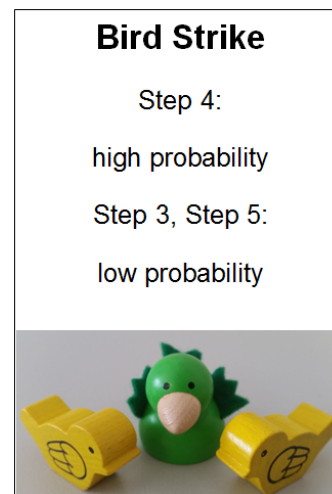 Bird Strike
Step 4:
high probability
Step 3, Step 5:
low probability